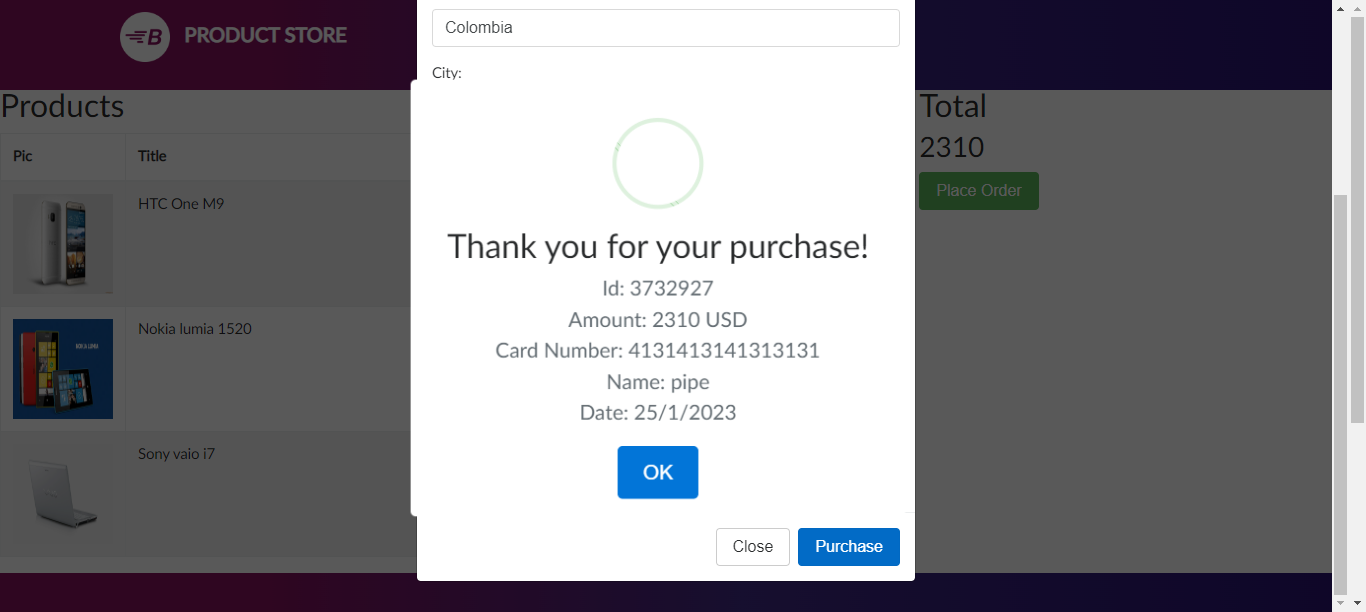 B PRODUCT STORE
Colombia
City:
Products
Pic Title
HTC One M9
NOKIA LUMIA
Nokia lumia 1520
Sony vaio i7
Thank you for your purchase!
Id: 3732927
Amount: 2310 USD
Card Number: 4131413141313131
Name: pipe
Date: 25/1/2023
OK
Close Purchase
Total
2310
Place Order